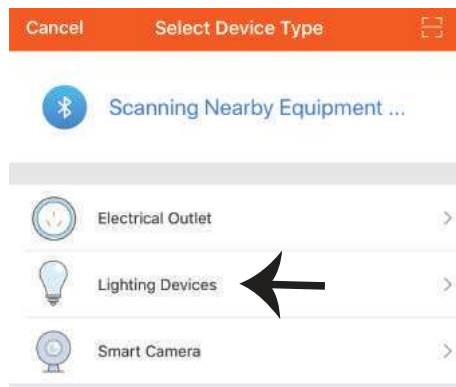 Cancel Select Device Type
Scanning Nearby Equipment ...
Electrical Outlet
Lighting Devices
Smart Camera